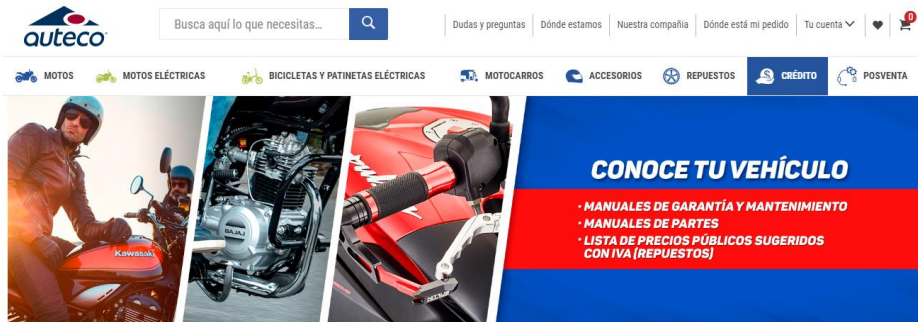 auteco
Busca aquí lo que necesitas...
Dudas y preguntas
Dónde estamos
Nuestra compañia
Dónde está mi pedido
Tu cuenta
0
MOTOS
MOTOS ELÉCTRICAS
BICICLETAS Y PATINETAS ELÉCTRICAS
MOTOCARROS
ACCESORIOS
REPUESTOS
CRÉDITO
POSVENTA
Kawasaki
BAJAJ
CONOCE TU VEHÍCULO
· MANUALES DE GARANTÍA Y MANTENIMIENTO
· MANUALES DE PARTES
· LISTA DE PRECIOS PÚBLICOS SUGERIDOS
CON IVA (REPUESTOS)